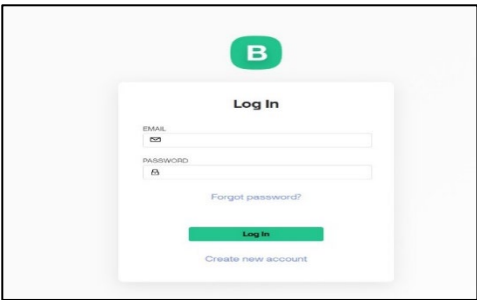 B
Log In
EMAIL
PASSWORD
Forgot password?
Log In
Create new account